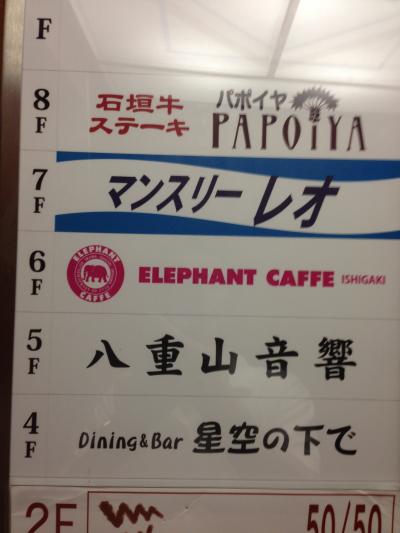 F
8F 石垣牛 パポイヤ
ステーキ PAPOiYA
7F マンスリー レオ
6F ELEPHANT CAFFE ELEPHANT CAFFE ISHIGAKI
5F 八重山音響
4F Dining&Bar 星空の下で
2F 50/50